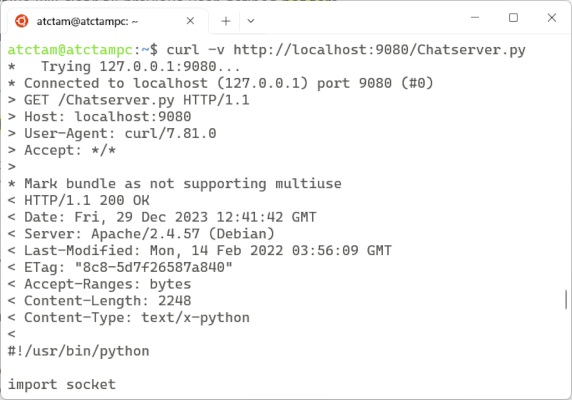 atctam@atctampc: ~
atctam@atctampc:~$ curl -v http://localhost:9080/Chatserver.py
*   Trying 127.0.0.1:9080...
* Connected to localhost (127.0.0.1) port 9080 (#0)
> GET /Chatserver.py HTTP/1.1
> Host: localhost:9080
> User-Agent: curl/7.81.0
> Accept: */*
>
* Mark bundle as not supporting multiuse
< HTTP/1.1 200 OK
< Date: Fri, 29 Dec 2023 12:41:42 GMT
< Server: Apache/2.4.57 (Debian)
< Last-Modified: Mon, 14 Feb 2022 03:56:09 GMT
< ETag: "8c8-5d7f26587a840"
< Accept-Ranges: bytes
< Content-Length: 2248
< Content-Type: text/x-python
<
#!/usr/bin/python
import socket